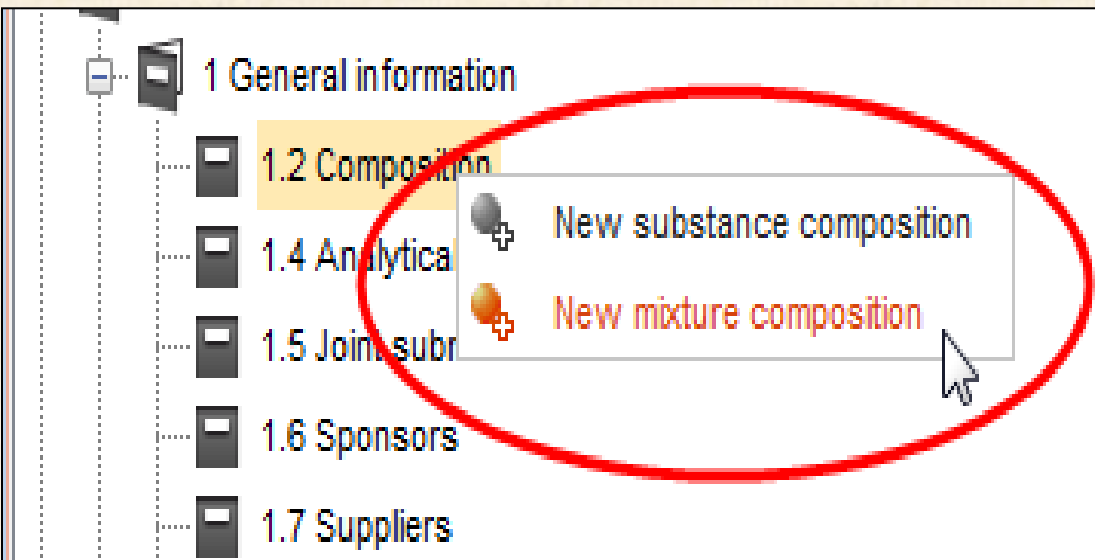 1 General information
1.2 Composition
New substance composition
1.4 Analytical
New mixture composition
1.5 Joint
1.6 Sponsors
1.7 Suppliers